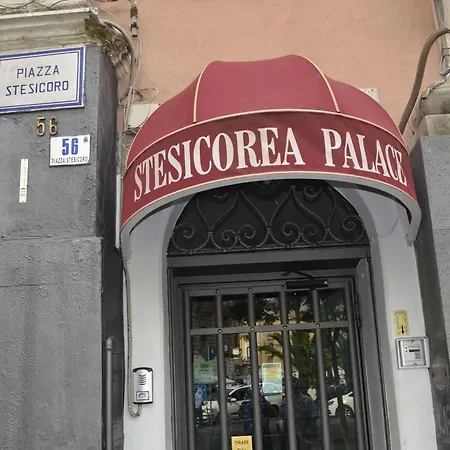 PIAZZA
STESICORO
56
56
PIAZZA STESICORO
STESICOREA PALACE
TIRARE